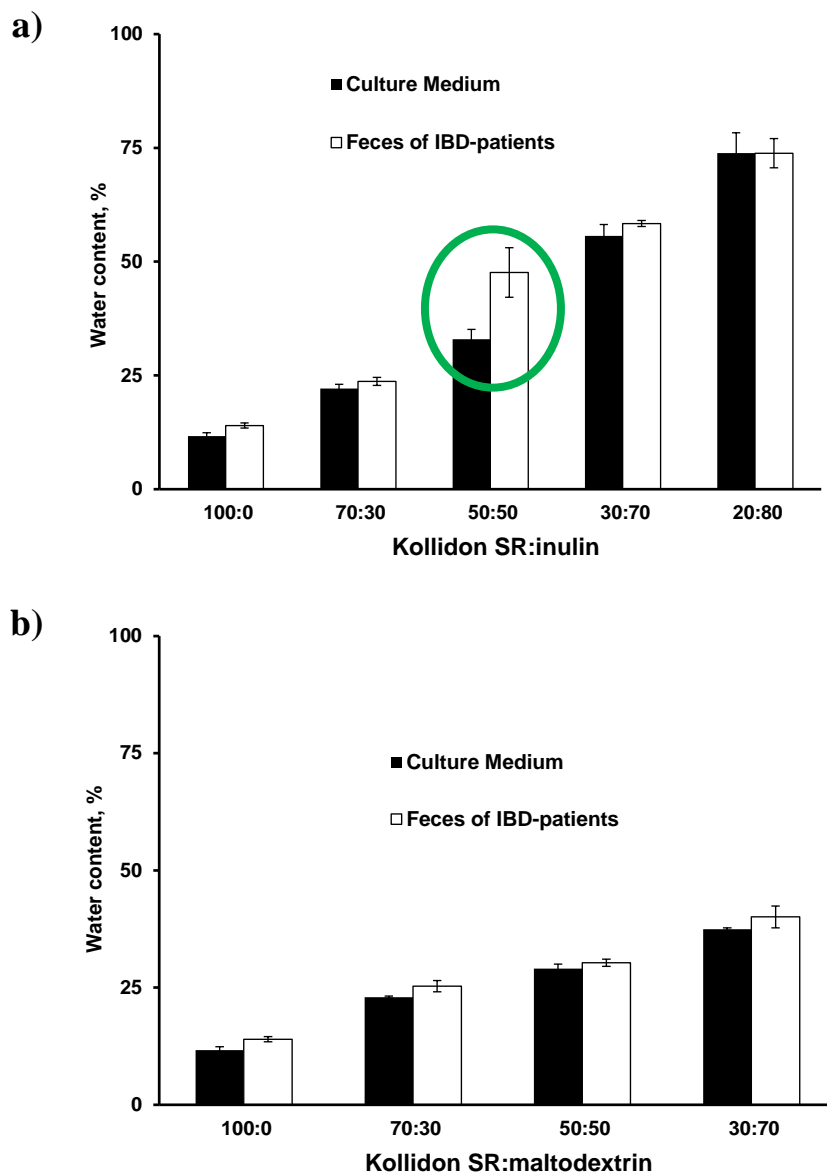 a)
100
75
50
25
0
Water content, %
Culture Medium
Feces of IBD-patients
100:0 70:30 50:50 30:70 20:80
Kollidon SR:inulin
b)
100
75
50
25
0
Water content, %
Culture Medium
Feces of IBD-patients
100:0 70:30 50:50 30:70
Kollidon SR:maltodextrin